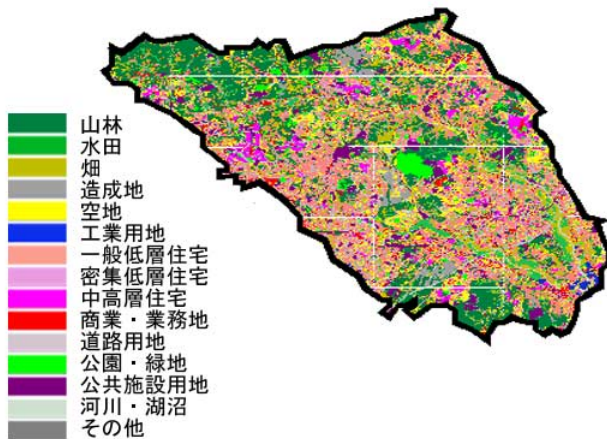 山林
水田
畑
造成地
空地
工業用地
一般低層住宅
密集低層住宅
中高層住宅
商業・業務地
道路用地
公園・緑地
公共施設用地
河川・湖沼
その他